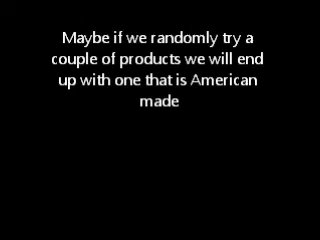 Maybe if we randomly try a
couple of products we will end
up with one that is American
made